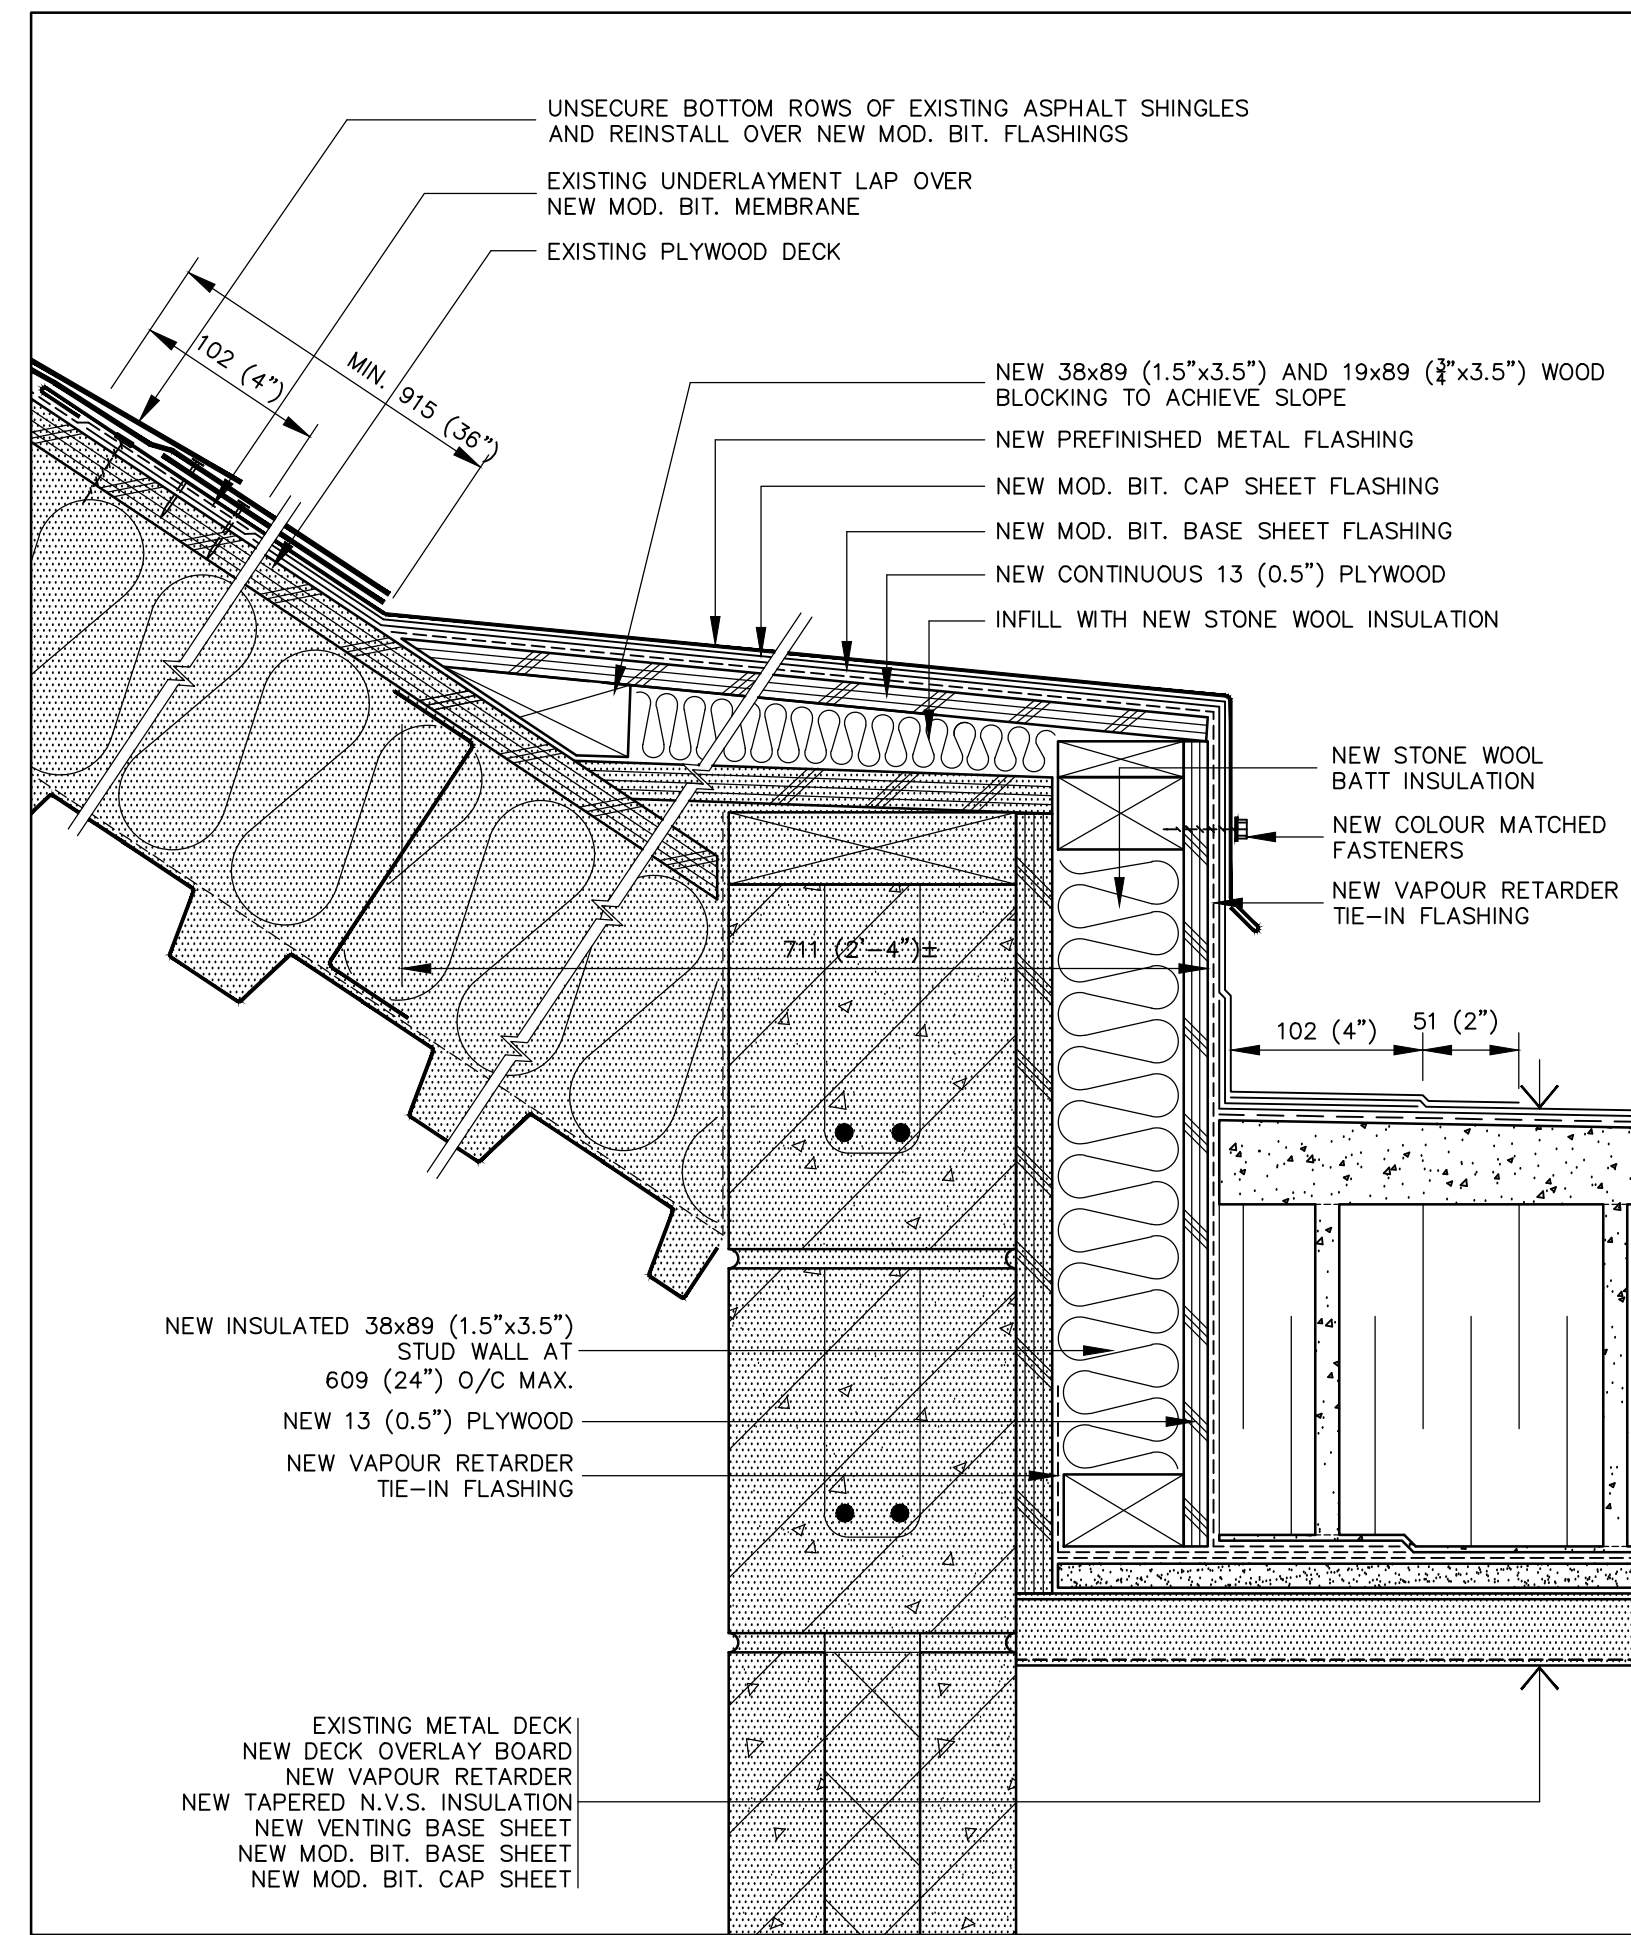 UNSECURE BOTTOM ROWS OF EXISTING ASPHALT SHINGLES
AND REINSTALL OVER NEW MOD. BIT. FLASHINGS
EXISTING UNDERLAYMENT LAP OVER
NEW MOD. BIT. MEMBRANE
EXISTING PLYWOOD DECK
102 (4”)
MIN. 915 (36”)
NEW 38x89 (1.5”x3.5”) AND 19x89 (¾”x3.5”) WOOD
BLOCKING TO ACHIEVE SLOPE
NEW PREFINISHED METAL FLASHING
NEW MOD. BIT. CAP SHEET FLASHING
NEW MOD. BIT. BASE SHEET FLASHING
NEW CONTINUOUS 13 (0.5”) PLYWOOD
INFILL WITH NEW STONE WOOL INSULATION
NEW STONE WOOL
BATT INSULATION
NEW COLOUR MATCHED
FASTENERS
NEW VAPOUR RETARDER
TIE–IN FLASHING
711 (2’–4”)±
102 (4”)
51 (2”)
NEW INSULATED 38x89 (1.5”x3.5”)
STUD WALL AT
609 (24”) O/C MAX.
NEW 13 (0.5”) PLYWOOD
NEW VAPOUR RETARDER
TIE–IN FLASHING
EXISTING METAL DECK
NEW DECK OVERLAY BOARD
NEW VAPOUR RETARDER
NEW TAPERED N.V.S. INSULATION
NEW VENTING BASE SHEET
NEW MOD. BIT. BASE SHEET
NEW MOD. BIT. CAP SHEET